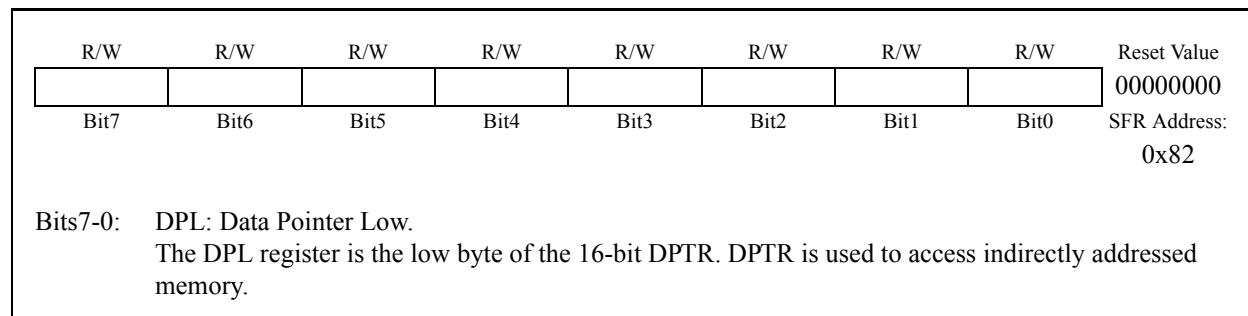 R/W R/W R/W R/W R/W R/W R/W R/W Reset Value
00000000
Bit7 Bit6 Bit5 Bit4 Bit3 Bit2 Bit1 Bit0 SFR Address:
0x82
Bits7-0: DPL: Data Pointer Low.
The DPL register is the low byte of the 16-bit DPTR. DPTR is used to access indirectly addressed
memory.